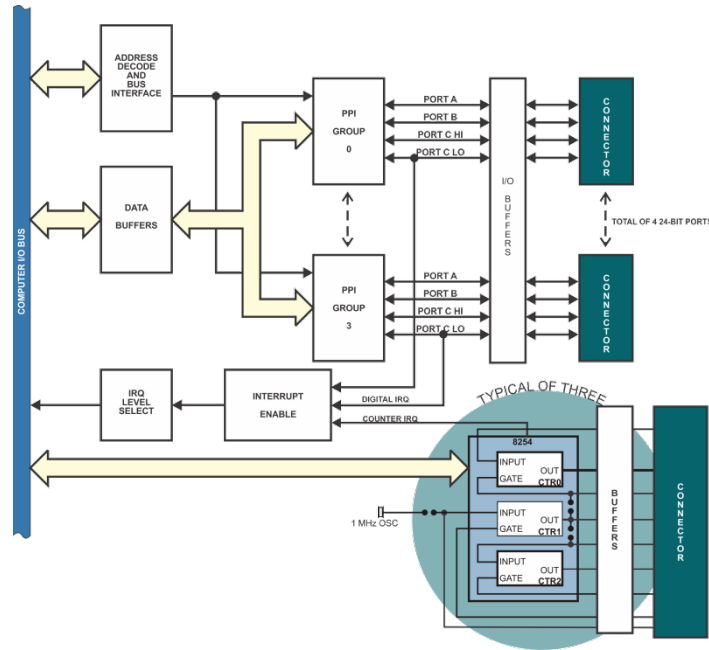 COMPUTER I/O BUS
ADDRESS
DECODE
AND
BUS
INTERFACE
DATA
BUFFERS
IRQ
LEVEL
SELECT
INTERRUPT
ENABLE
PPI
GROUP
0
PPI
GROUP
3
PORT A
PORT B
PORT C HI
PORT C LO
PORT A
PORT B
PORT C HI
PORT C LO
I/O BUFFERS
CONNECTOR
CONNECTOR
TOTAL OF 4 24-BIT PORTS
DIGITAL IRQ
COUNTER IRQ
TYPICAL OF THREE
8254
INPUT
GATE
OUT
CTR0
INPUT
GATE
OUT
CTR1
INPUT
GATE
OUT
CTR2
1 MHz OSC
BUFFERS
CONNECTOR